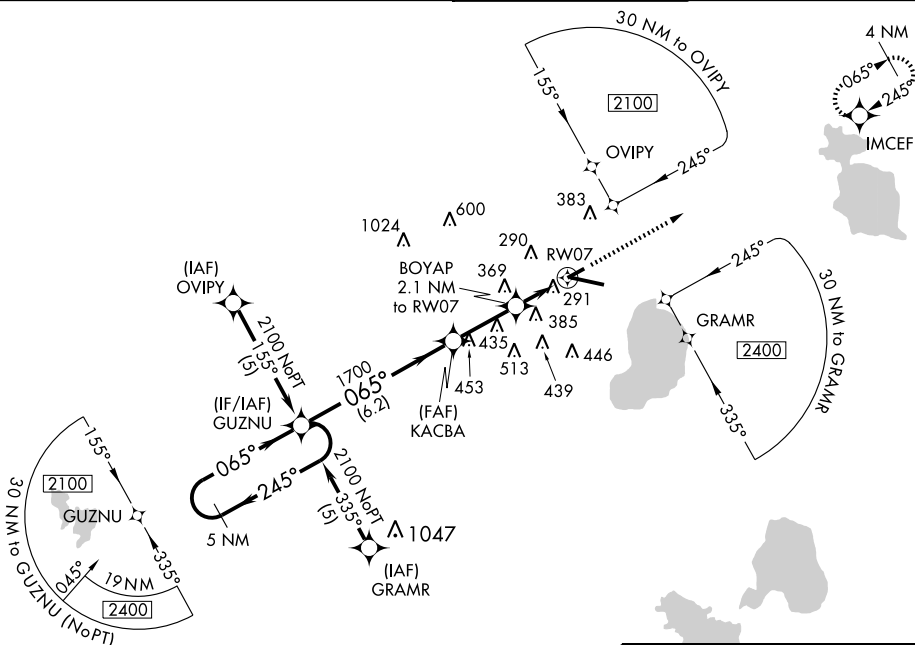 30 NM to OVIPY
155°
2100
OVIPY
245°
4 NM
065°
245°
IMCEF
383
600
1024
290
RW07
BOYAP
2.1 NM
to RW07
369
291
385
435
453
513
439
446
(IAF)
OVIPY
2100 NoPT
155°
(5)
1700
065°
(6.2)
(FAF)
KACBA
(IF/IAF)
GUZNU
065°
245°
5 NM
2100 NoPT
335°
(5)
1047
(IAF)
GRAMR
245°
GRAMR
2400
335°
30 NM to GRAMR
155°
2100
GUZNU
335°
045°
19 NM
2400
30 NM to GUZNU (NoPT)